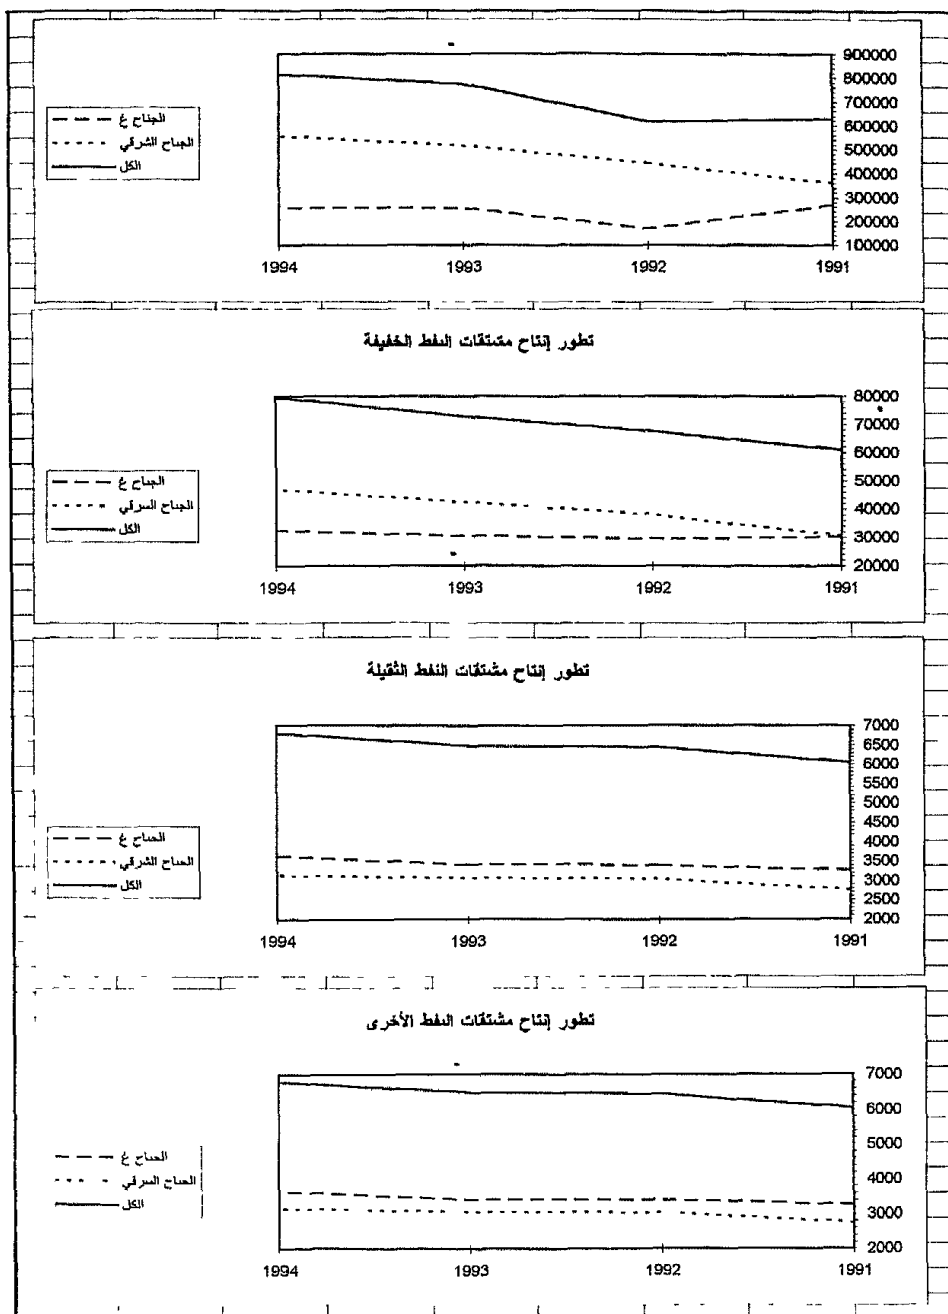 900000
800000
700000
600000
500000
400000
300000
200000
100000
الجناح غ
الجناح الشرقي
الكل
1994 1993 1992 1991
تطور إنتاج مشتقات النفط الخفيفة
80000
70000
60000
50000
40000
30000
20000
الجناح غ
الجناح السرقي
الكل
1994 1993 1992 1991
تطور إنتاج مشتقات النفط الثقيلة
7000
6500
6000
5500
5000
4500
4000
3500
3000
2500
2000
الجناح غ
الجناح الشرقي
الكل
1994 1993 1992 1991
تطور إنتاج مشتقات النفط الأخرى
7000
6000
5000
4000
3000
2000
الجناح غ
الجناح السرقي
الكل
1994 1993 1992 1991